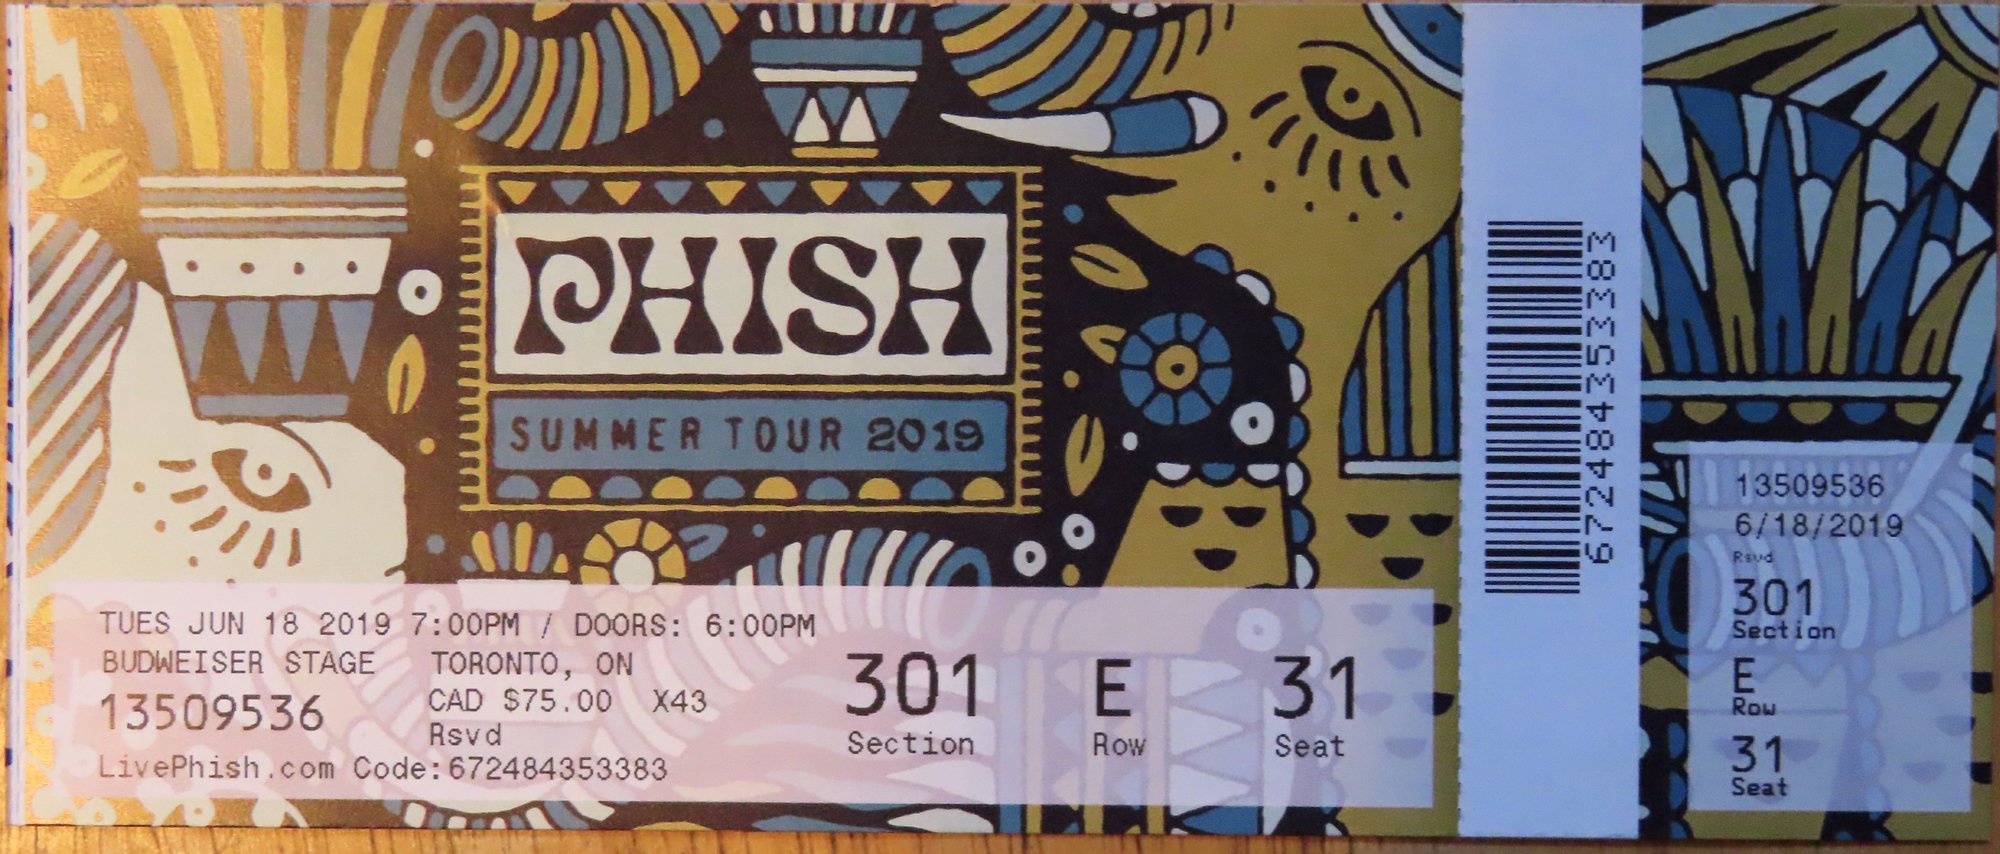 PHISH
SUMMER TOUR 2019
TUES JUN 18 2019 7:00PM / DOORS: 6:00PM
BUDWEISER STAGE TORONTO, ON
13509536 CAD $75.00 X43
Rsvd
LivePhish.com Code:672484353383
301 E 31
Section Row Seat
672484353383
13509536
6/18/2019
Rsvd
301
Section
E
Row
31
Seat